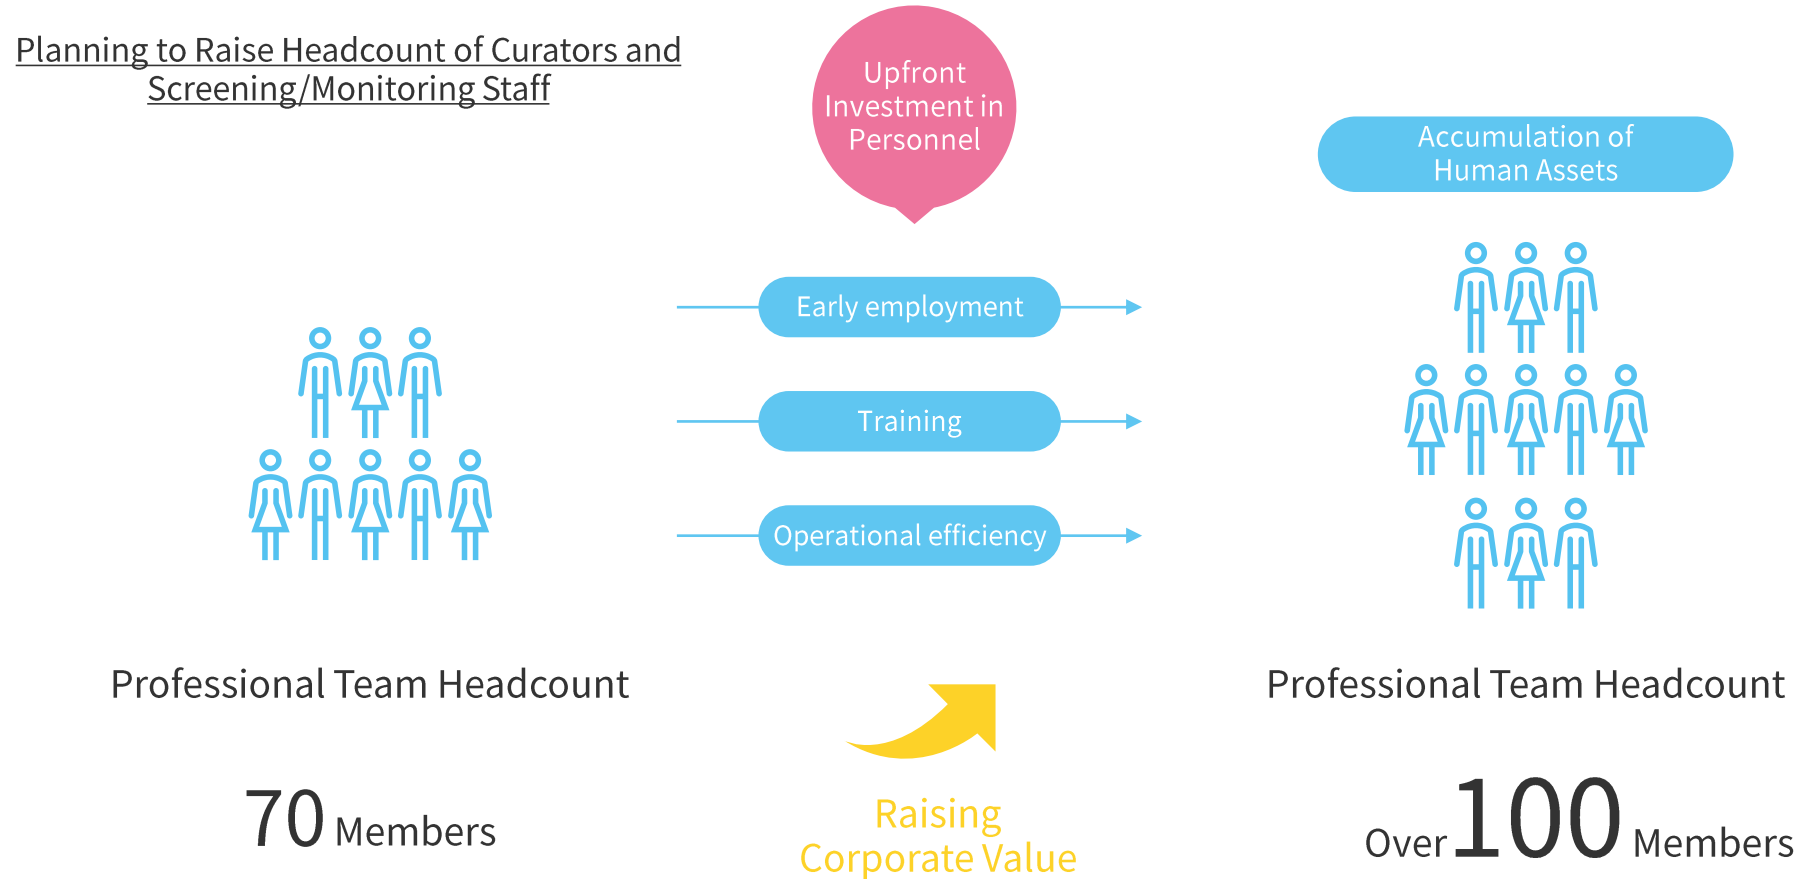 Planning to Raise Headcount of Curators and
Screening/Monitoring Staff
Upfront
Investment in
Personnel
Accumulation of
Human Assets
Early employment
Training
Operational efficiency
Professional Team Headcount
70 Members
Raising
Corporate Value
Professional Team Headcount
Over 100 Members